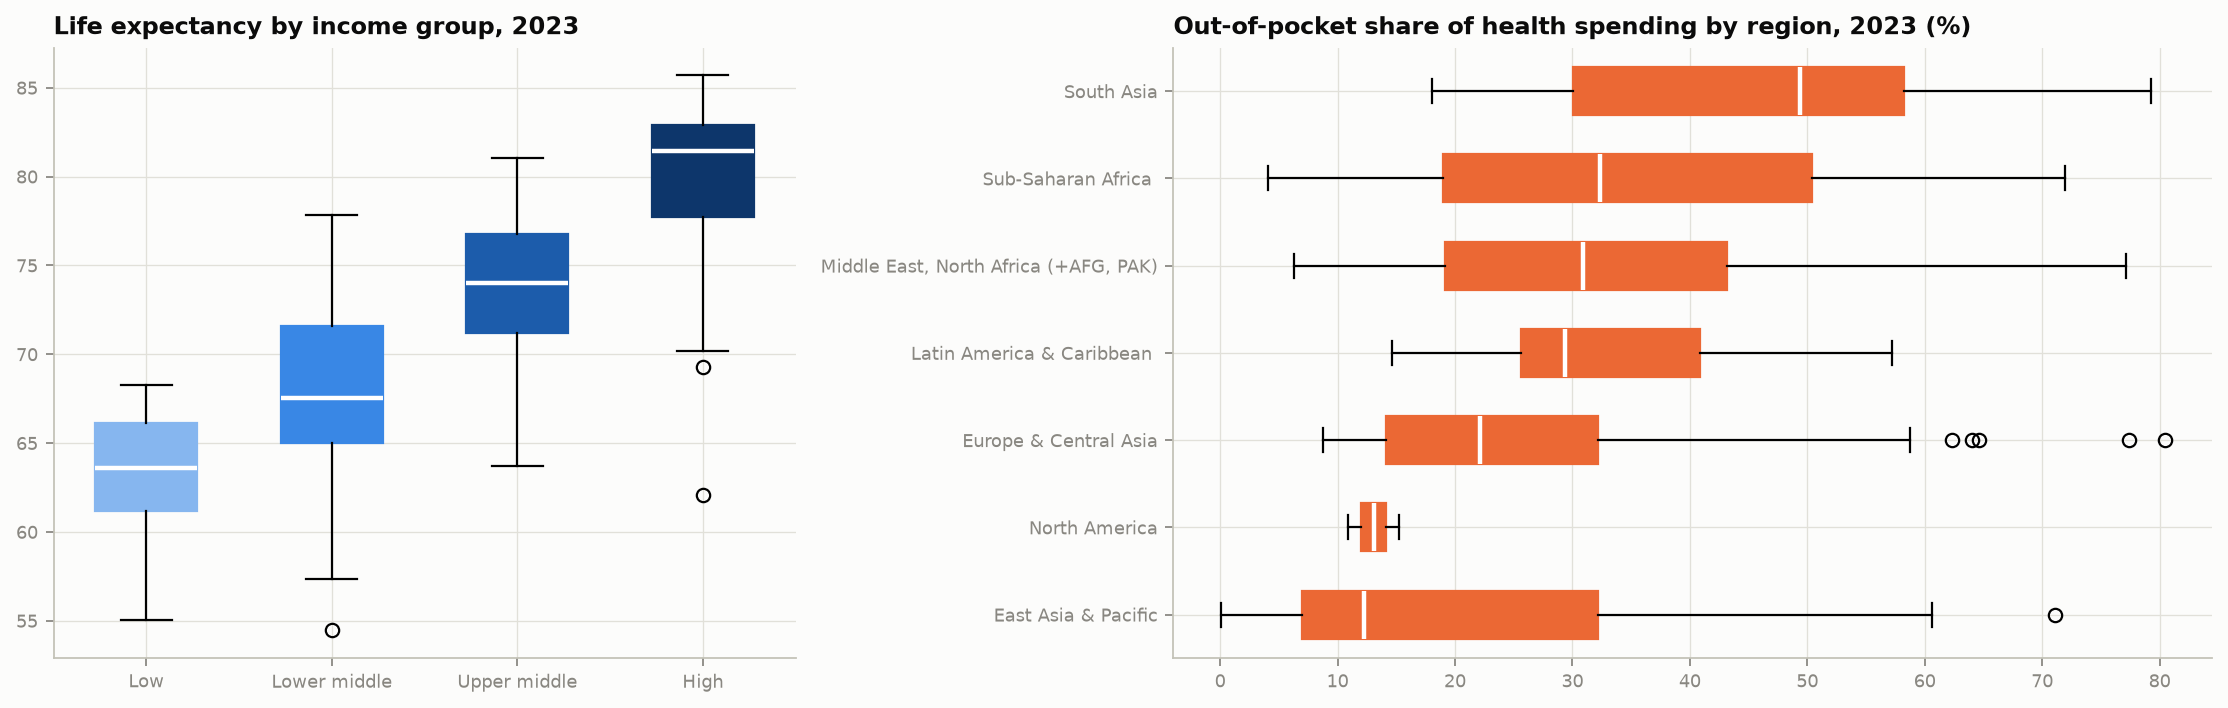 Life expectancy by income group, 2023
85
80
75
70
65
60
55
Low
Lower middle
Upper middle
High
Out-of-pocket share of health spending by region, 2023 (%)
South Asia
Sub-Saharan Africa
Middle East, North Africa (+AFG, PAK)
Latin America & Caribbean
Europe & Central Asia
North America
East Asia & Pacific
0
10
20
30
40
50
60
70
80